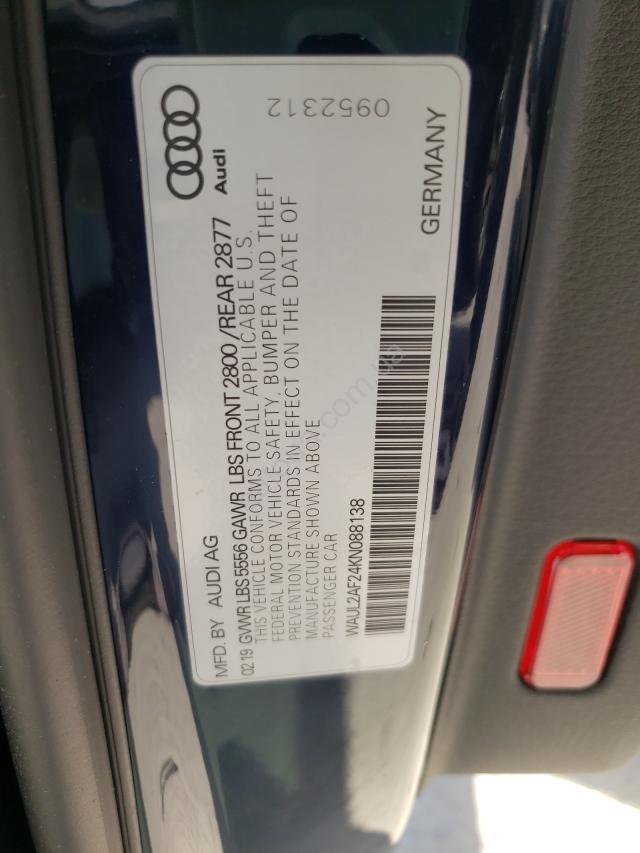 Audi
0952312
MFD. BY AUDI AG
02.19 GVWR LBS 5556 GAWR LBS FRONT 2800 /REAR 2877
THIS VEHICLE CONFORMS TO ALL APPLICABLE U.S.
FEDERAL MOTOR VEHICLE SAFETY, BUMPER AND THEFT
PREVENTION STANDARDS IN EFFECT ON THE DATE OF
MANUFACTURE SHOWN ABOVE
PASSENGER CAR
WAUL2AF24KN088138
GERMANY